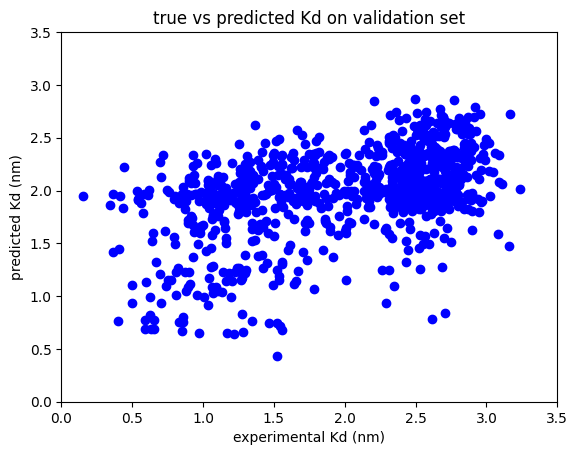 true vs predicted Kd on validation set
3.5
3.0
2.5
2.0
1.5
1.0
0.5
0.0
predicted Kd (nm)
0.0 0.5 1.0 1.5 2.0 2.5 3.0 3.5
experimental Kd (nm)